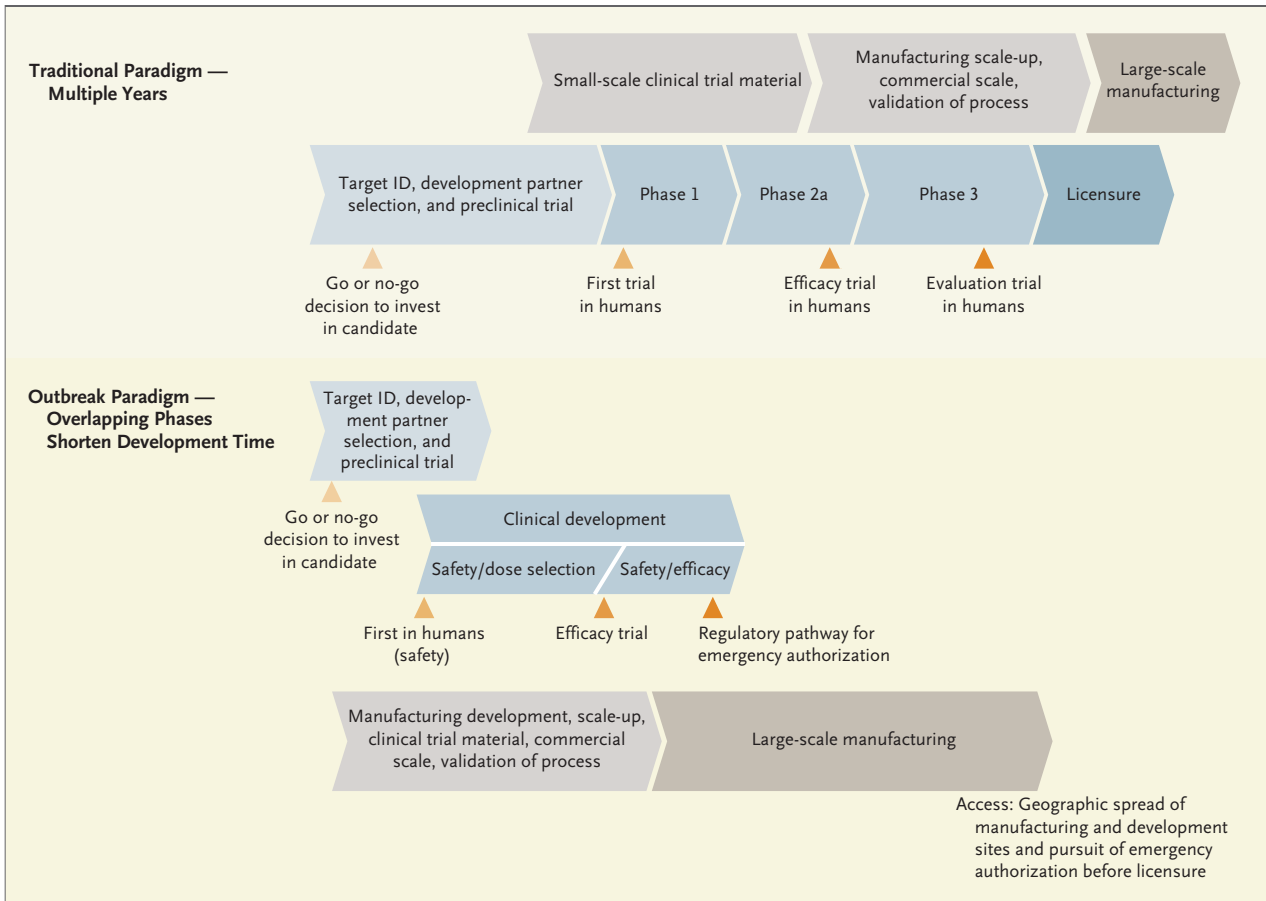 Traditional Paradigm —
Multiple Years
Small-scale clinical trial material
Manufacturing scale-up,
commercial scale,
validation of process
Large-scale
manufacturing
Target ID, development partner
selection, and preclinical trial
Phase 1
Phase 2a
Phase 3
Licensure
Go or no-go
decision to invest
in candidate
First trial
in humans
Efficacy trial
in humans
Evaluation trial
in humans
Outbreak Paradigm —
Overlapping Phases
Shorten Development Time
Target ID, develop-
ment partner
selection, and
preclinical trial
Go or no-go
decision to invest
in candidate
Clinical development
Safety/dose selection
Safety/efficacy
First in humans
(safety)
Efficacy trial
Regulatory pathway for
emergency authorization
Manufacturing development, scale-up,
clinical trial material, commercial
scale, validation of process
Large-scale manufacturing
Access: Geographic spread of
manufacturing and development
sites and pursuit of emergency
authorization before licensure